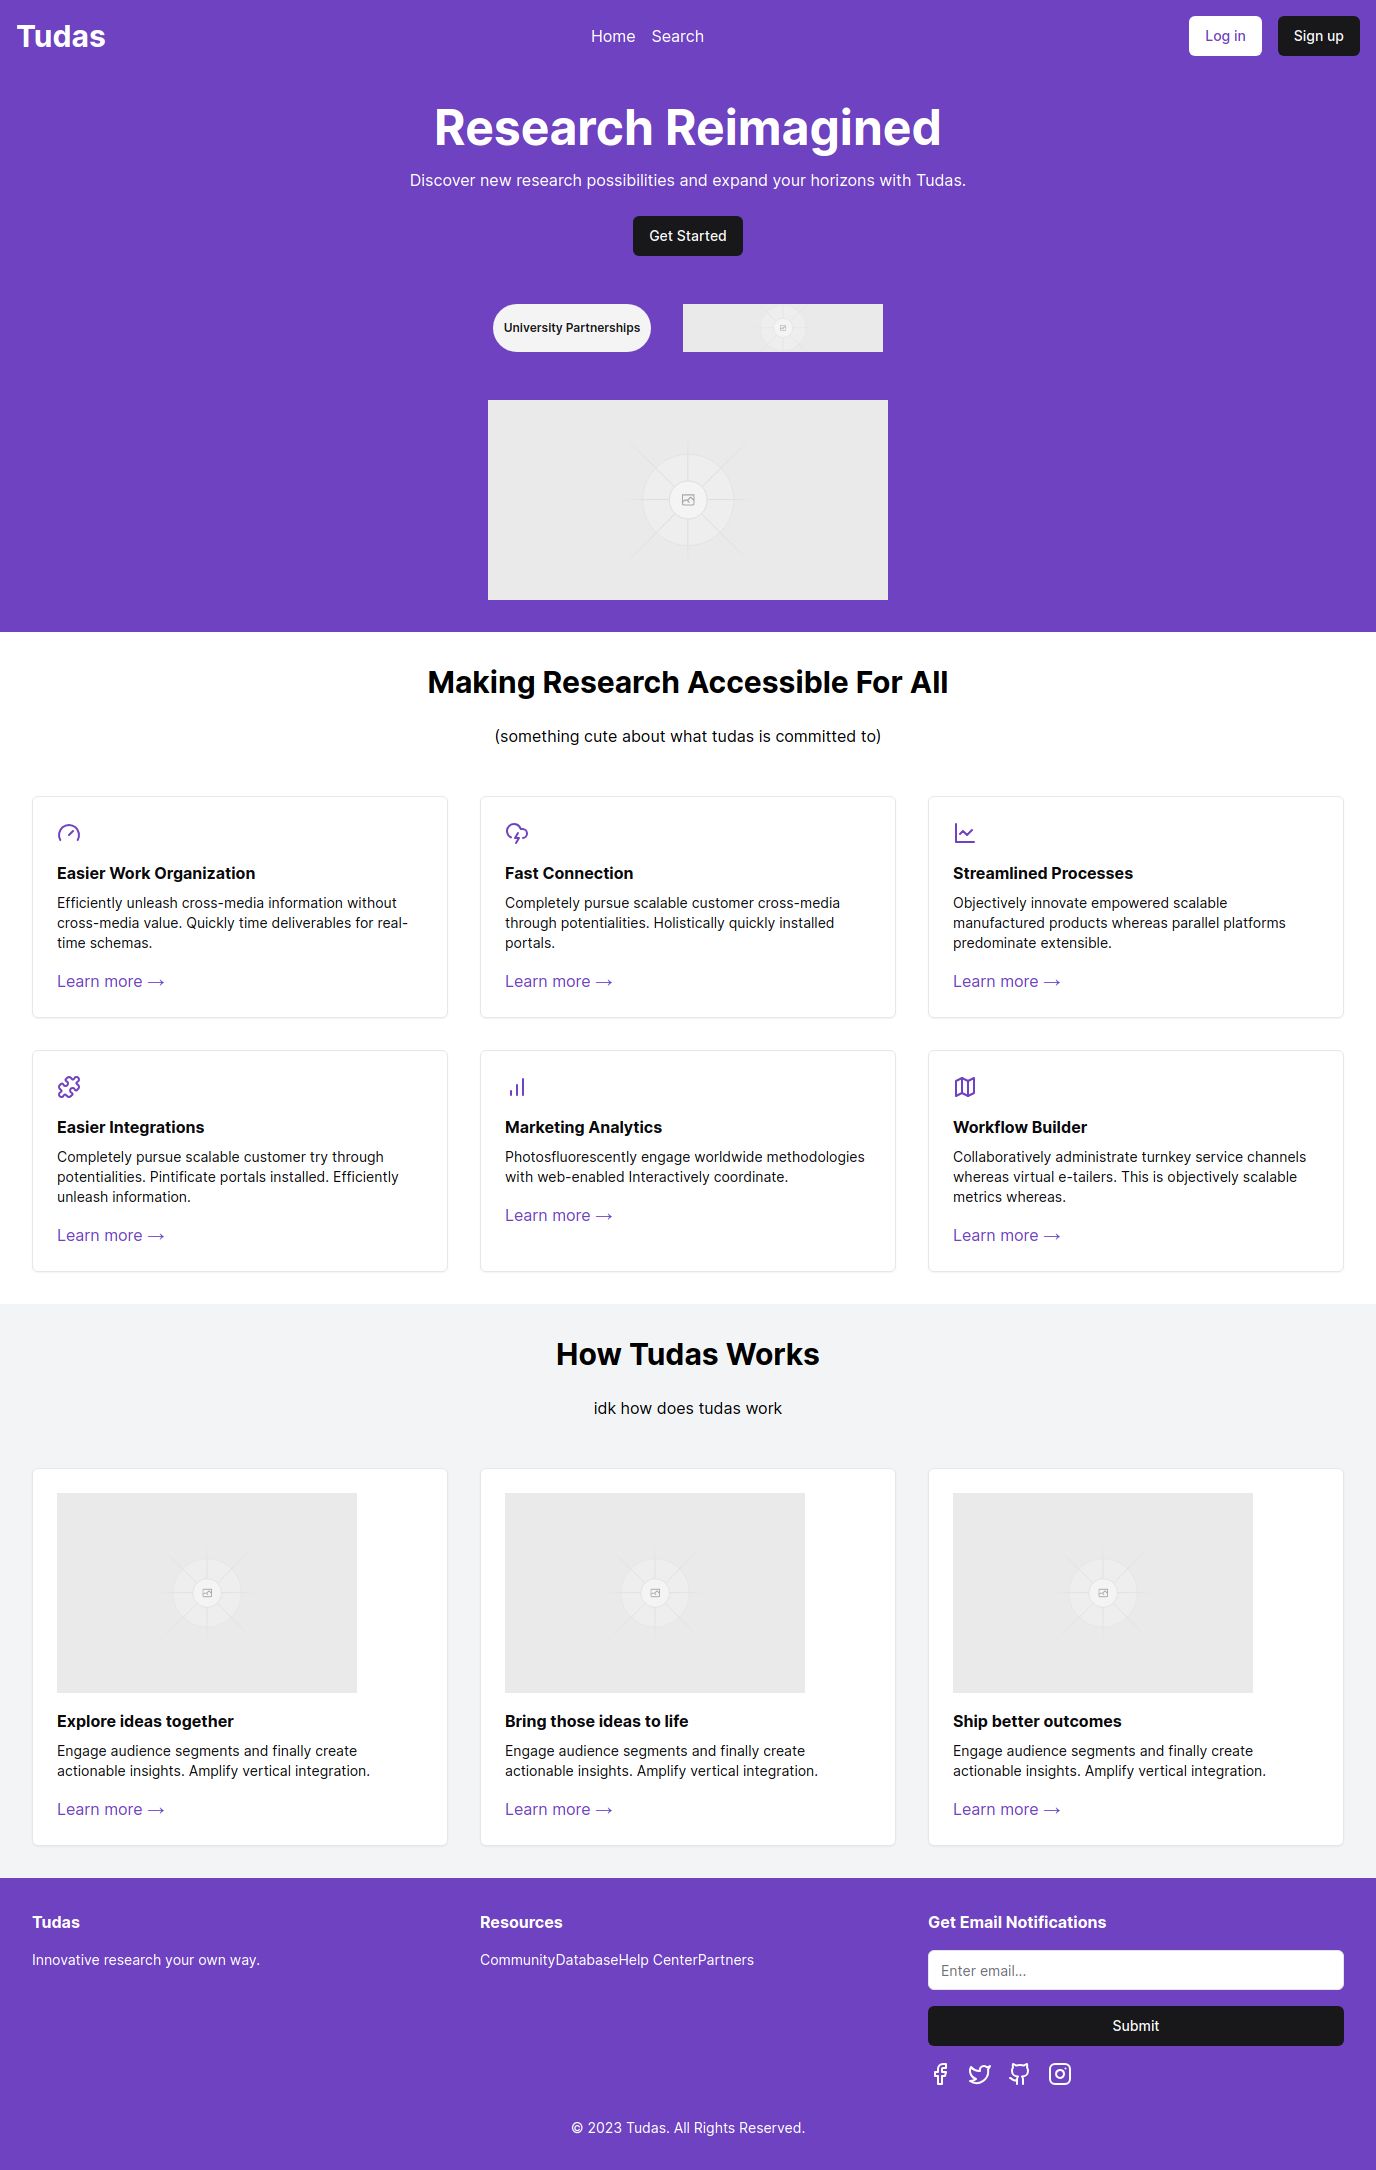 Tudas
Home Search
Log in
Sign up
Research Reimagined
Discover new research possibilities and expand your horizons with Tudas.
Get Started
University Partnerships
Making Research Accessible For All
(something cute about what tudas is committed to)
Easier Work Organization
Efficiently unleash cross-media information without
cross-media value. Quickly time deliverables for real-
time schemas.
Learn more →
Fast Connection
Completely pursue scalable customer cross-media
through potentialities. Holistically quickly installed
portals.
Learn more →
Streamlined Processes
Objectively innovate empowered scalable
manufactured products whereas parallel platforms
predominate extensible.
Learn more →
Easier Integrations
Completely pursue scalable customer try through
potentialities. Pintificate portals installed. Efficiently
unleash information.
Learn more →
Marketing Analytics
Photosfluorescently engage worldwide methodologies
with web-enabled Interactively coordinate.
Learn more →
Workflow Builder
Collaboratively administrate turnkey service channels
whereas virtual e-tailers. This is objectively scalable
metrics whereas.
Learn more →
How Tudas Works
idk how does tudas work
Explore ideas together
Engage audience segments and finally create
actionable insights. Amplify vertical integration.
Learn more →
Bring those ideas to life
Engage audience segments and finally create
actionable insights. Amplify vertical integration.
Learn more →
Ship better outcomes
Engage audience segments and finally create
actionable insights. Amplify vertical integration.
Learn more →
Tudas
Innovative research your own way.
Resources
CommunityDatabaseHelp CenterPartners
Get Email Notifications
Enter email...
Submit
© 2023 Tudas. All Rights Reserved.